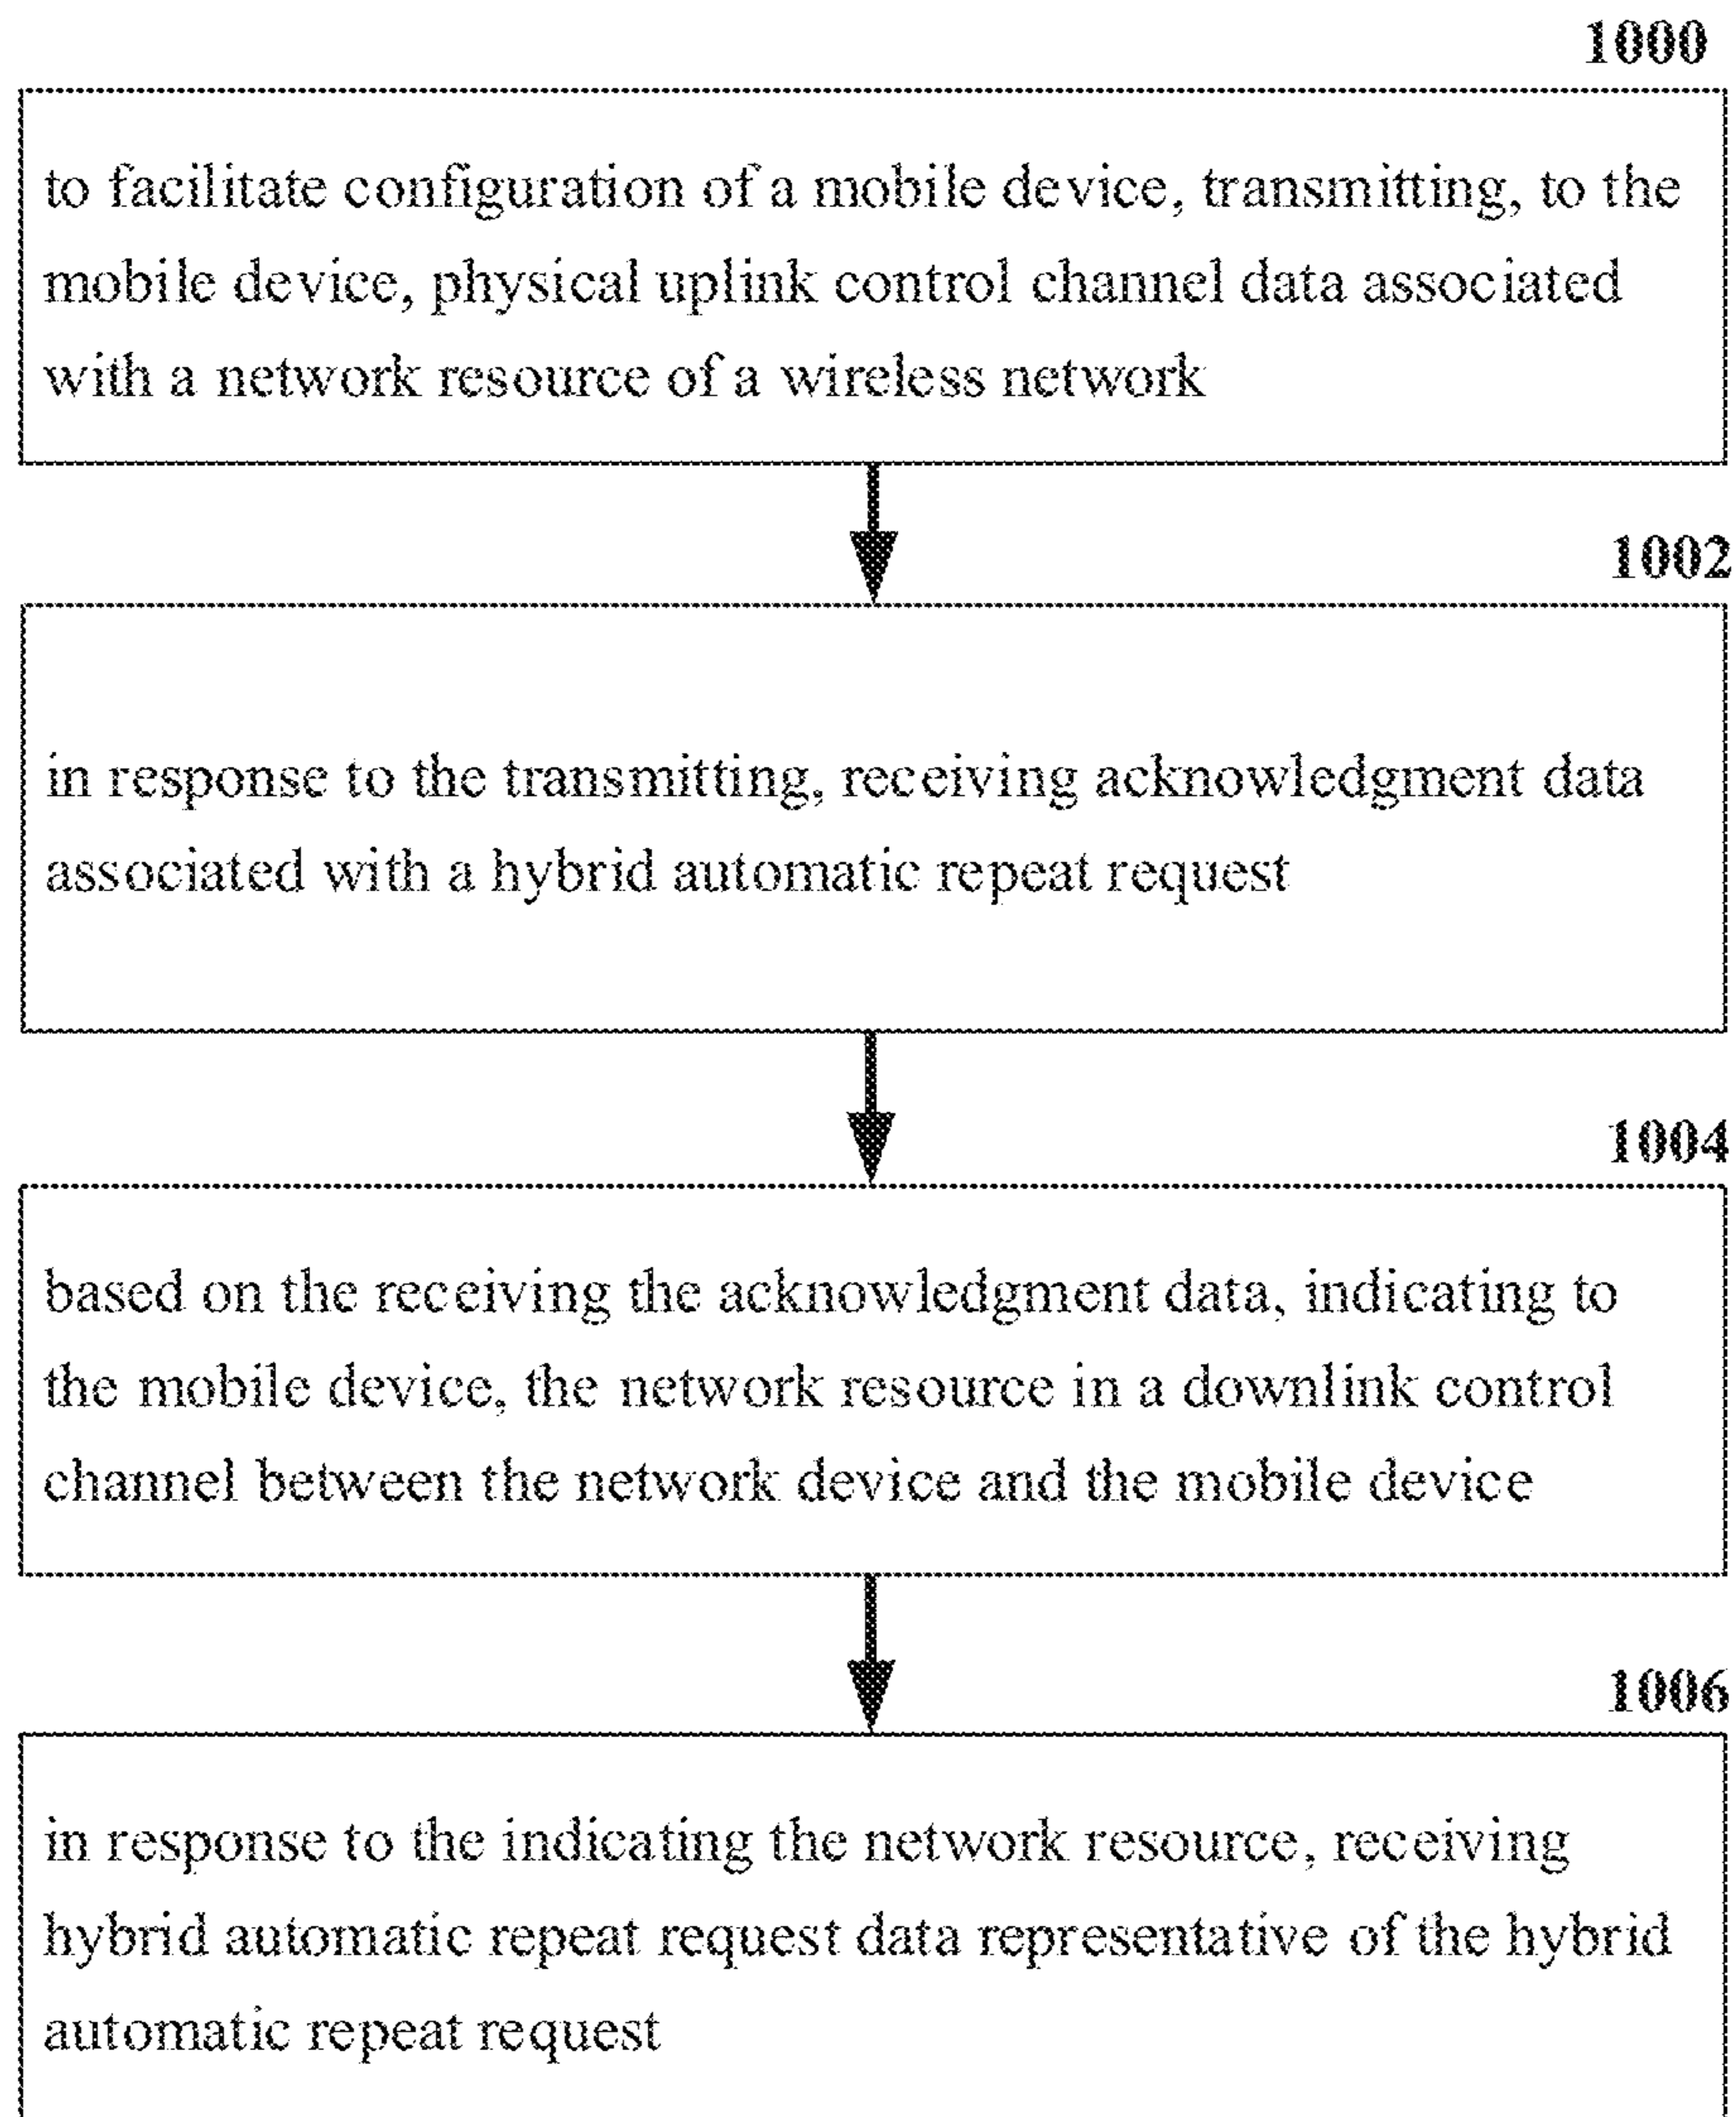 1000
to facilitate configuration of a mobile device, transmitting, to the
mobile device, physical uplink control channel data associated
with a network resource of a wireless network
1002
in response to the transmitting, receiving acknowledgment data
associated with a hybrid automatic repeat request
1004
based on the receiving the acknowledgment data, indicating to
the mobile device, the network resource in a downlink control
channel between the network device and the mobile device
1006
in response to the indicating the network resource, receiving
hybrid automatic repeat request data representative of the hybrid
automatic repeat request